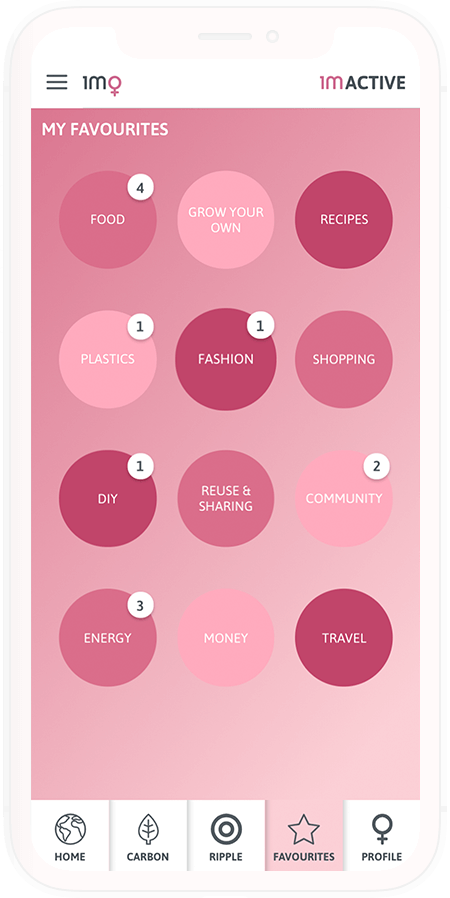 1M♀
1MACTIVE
MY FAVOURITES
FOOD
4
GROW YOUR
OWN
RECIPES
PLASTICS
1
FASHION
1
SHOPPING
DIY
1
REUSE &
SHARING
COMMUNITY
2
ENERGY
3
MONEY
TRAVEL
HOME
CARBON
RIPPLE
FAVOURITES
PROFILE